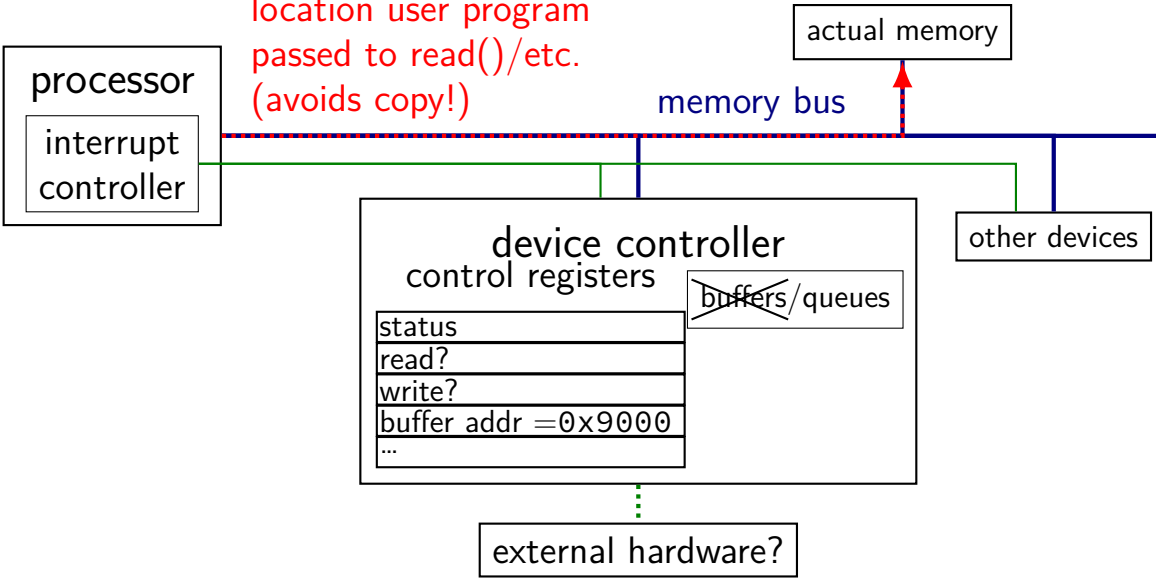 location user program
passed to read()/etc.
(avoids copy!)
actual memory
processor
memory bus
interrupt
controller
other devices
device controller
control registers
buffers/queues
status
read?
write?
buffer addr =0x9000
…
external hardware?